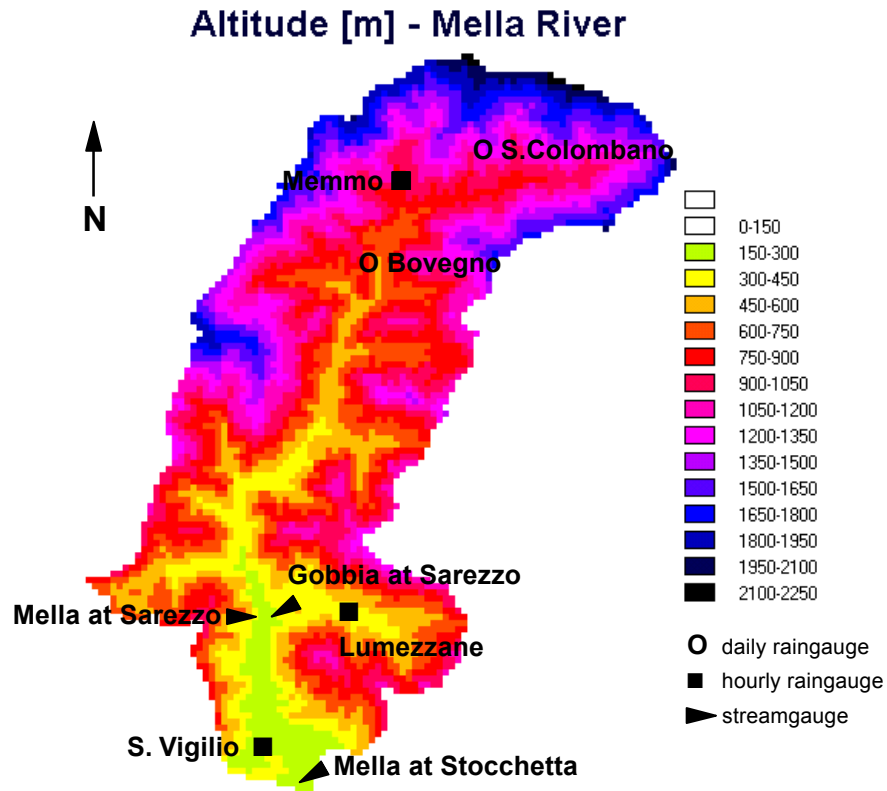 Altitude [m] - Mella River
O S.Colombano
Memmo
N
O Bovegno
0-150
150-300
300-450
450-600
600-750
750-900
900-1050
1050-1200
1200-1350
1350-1500
1500-1650
1650-1800
1800-1950
1950-2100
2100-2250
Gobbia at Sarezzo
Mella at Sarezzo
Lumezzane
O daily raingauge
hourly raingauge
streamgauge
S. Vigilio
Mella at Stocchetta